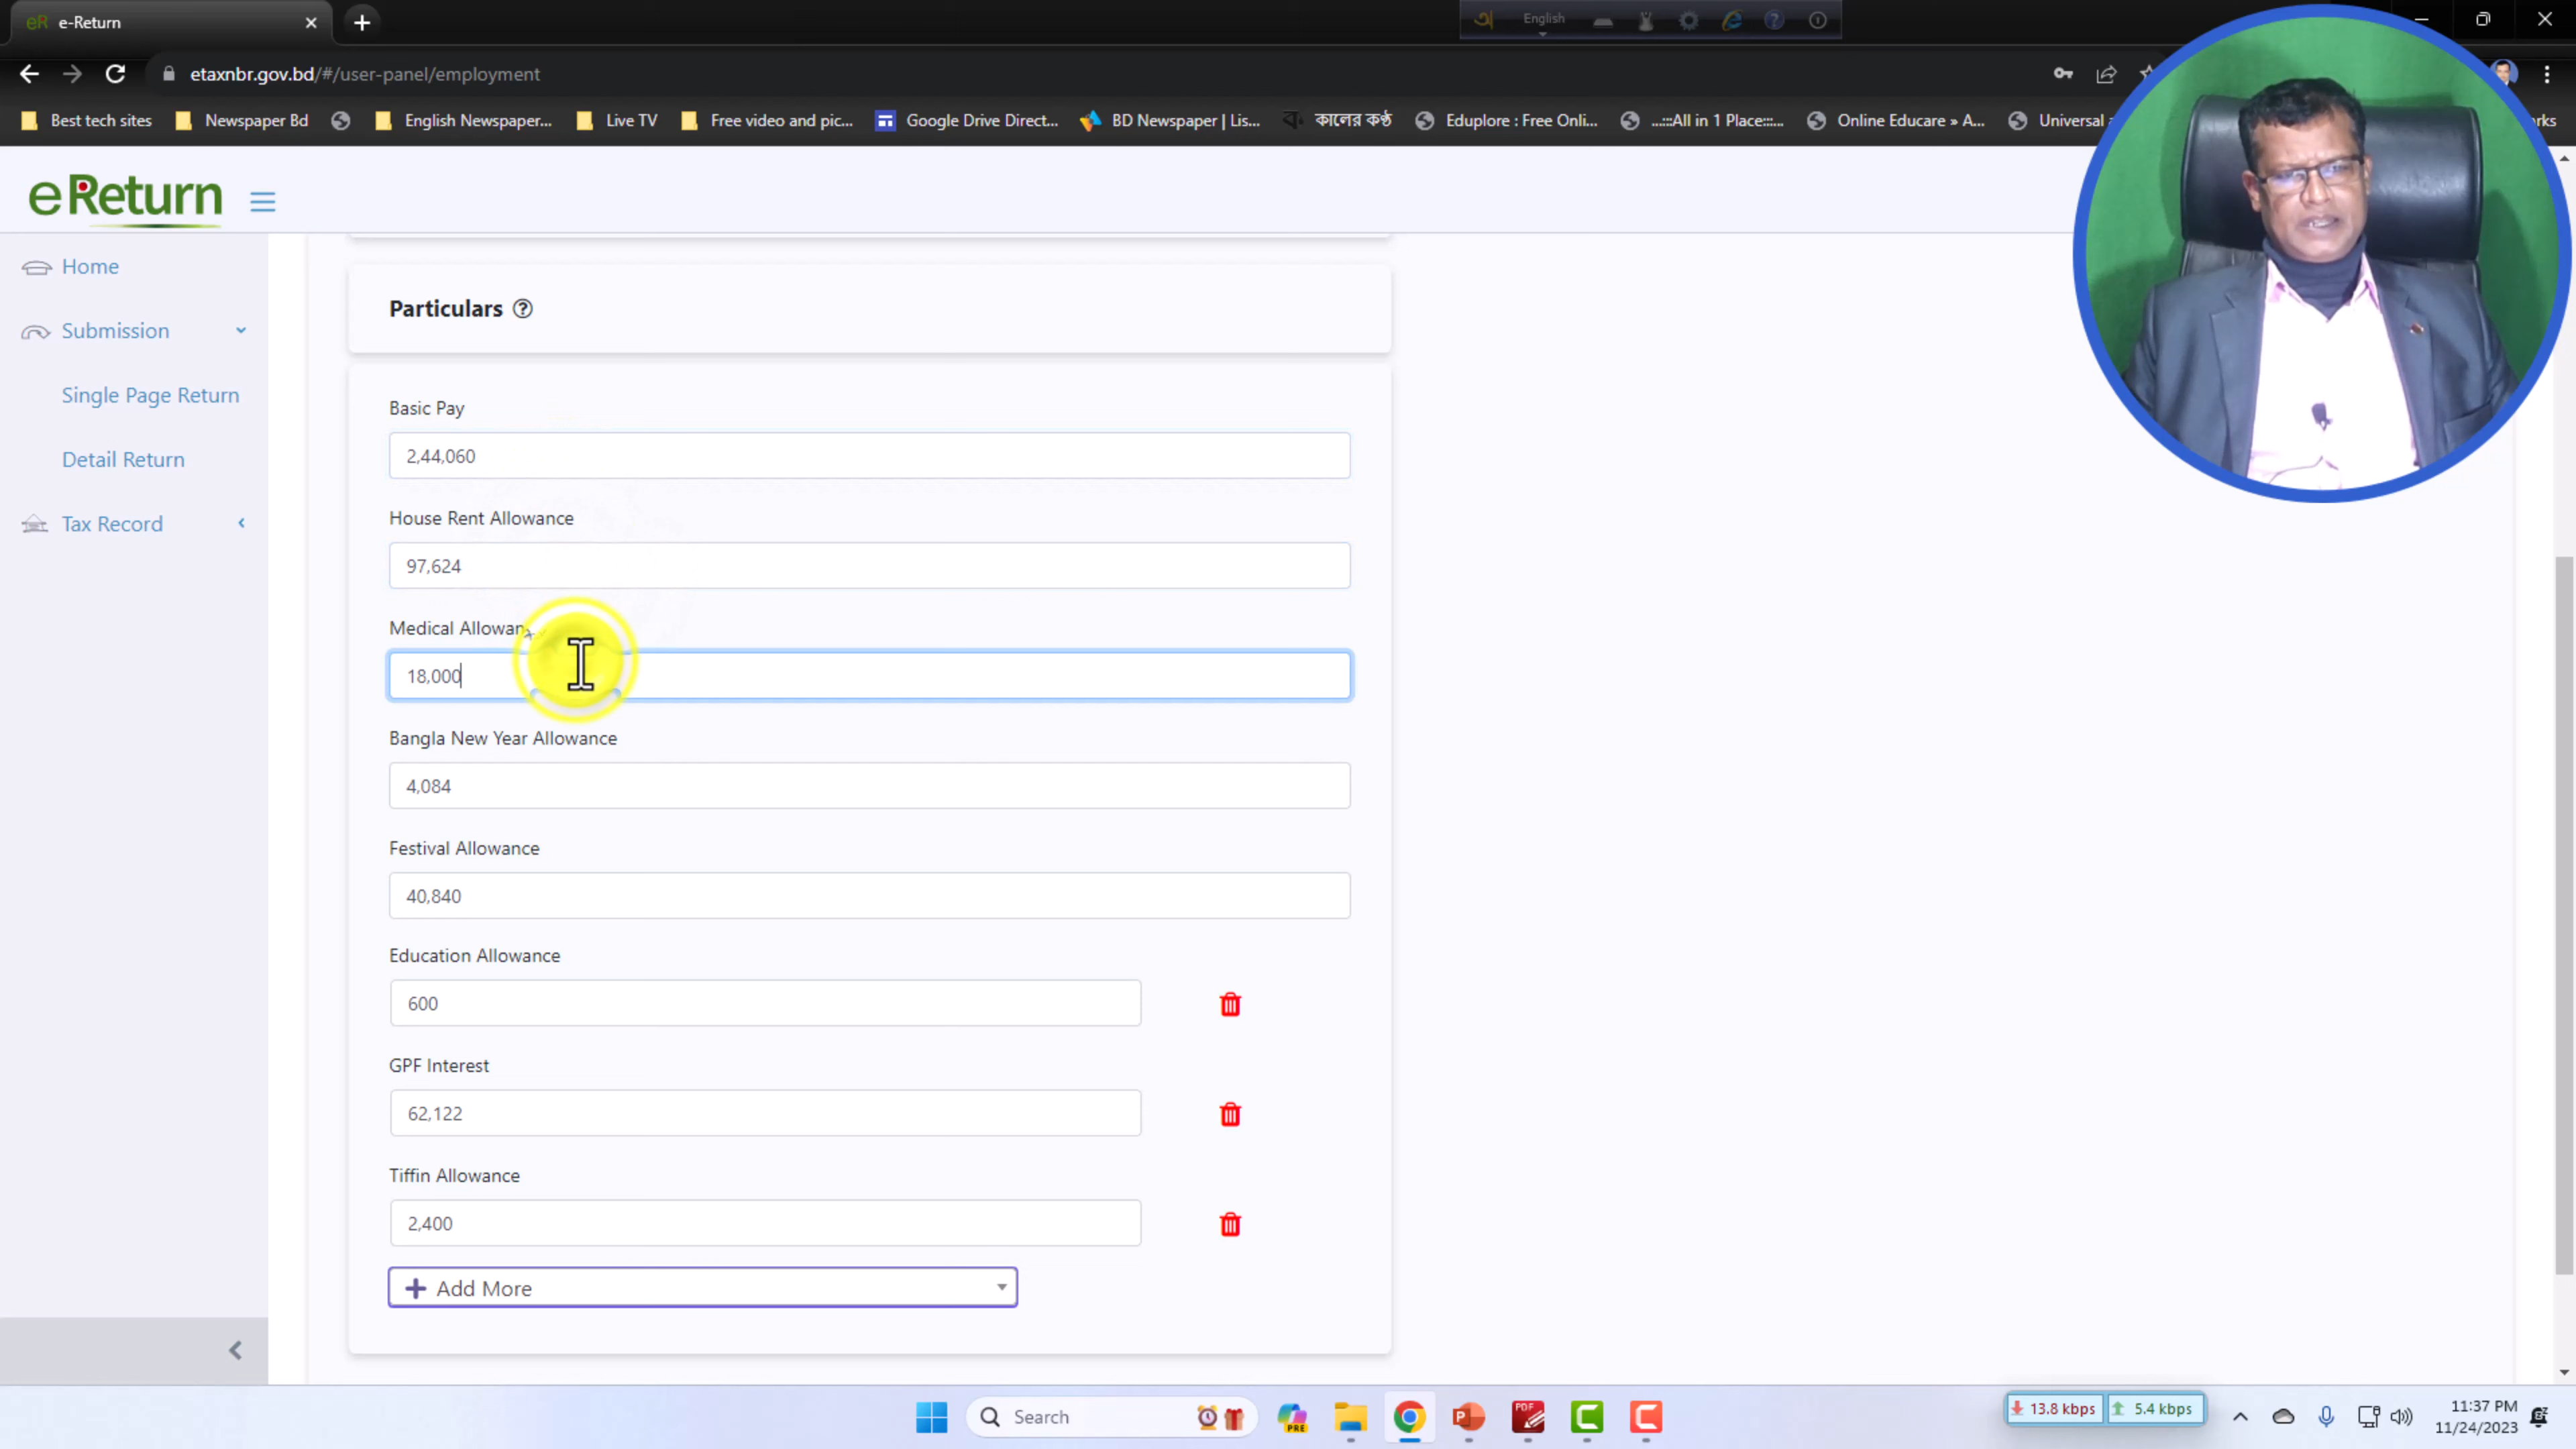 eR e-Return
English
etaxnbr.gov.bd/#/user-panel/employment
Best tech sites
Newspaper Bd
English Newspaper...
Live TV
Free video and pic...
Google Drive Direct...
BD Newspaper | Lis...
কালের কণ্ঠ
Eduplore : Free Onli...
...:::All in 1 Place:::...
Online Educare » A...
Universal
rks
eReturn
Home
Submission
Single Page Return
Detail Return
Tax Record
Particulars
Basic Pay
2,44,060
House Rent Allowance
97,624
Medical Allowan
18,000
Bangla New Year Allowance
4,084
Festival Allowance
40,840
Education Allowance
600
GPF Interest
62,122
Tiffin Allowance
2,400
Add More
Search
PRE
PDF
13.8 kbps
5.4 kbps
11:37 PM
11/24/2023